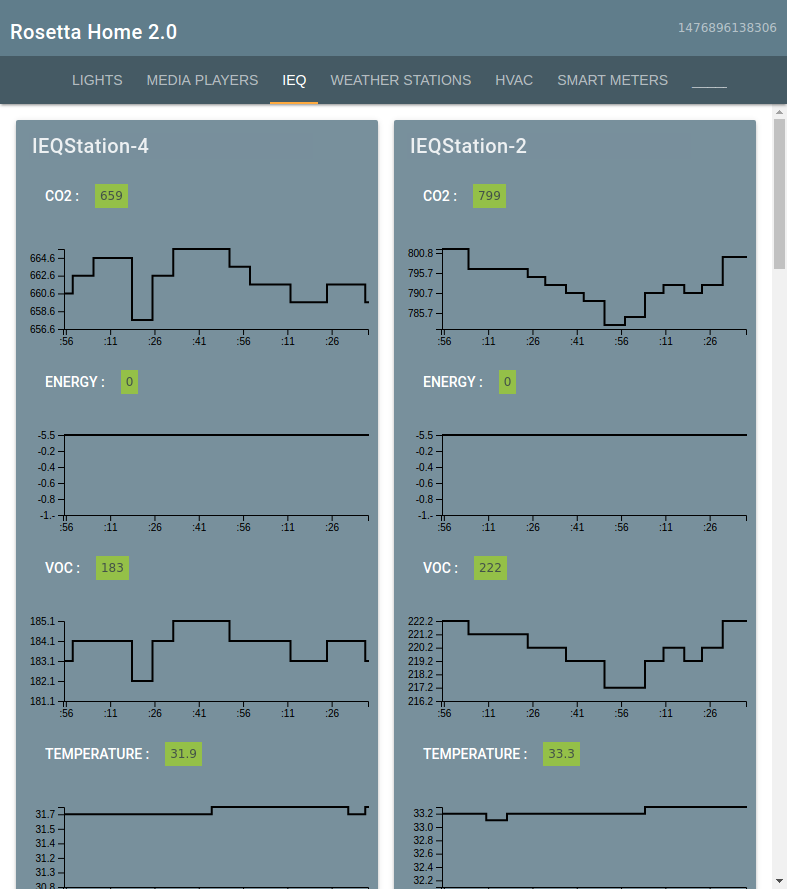 Rosetta Home 2.0
1476896138306
LIGHTS MEDIA PLAYERS IEQ WEATHER STATIONS HVAC SMART METERS _____
IEQStation-4
CO2 : 659
664.6
662.6
660.6
658.6
656.6
:56 :11 :26 :41 :56 :11 :26
ENERGY : 0
-5.5
-0.2
-0.4
-0.6
-0.8
-1.-
:56 :11 :26 :41 :56 :11 :26
VOC : 183
185.1
184.1
183.1
182.1
181.1
:56 :11 :26 :41 :56 :11 :26
TEMPERATURE : 31.9
31.7
31.5
31.4
31.2
31.3
30.8
IEQStation-2
CO2 : 799
800.8
795.7
790.7
785.7
:56 :11 :26 :56 :11 :26
ENERGY : 0
-5.5
-0.2
-0.4
-0.6
-0.8
-1.-
:56 :11 :26 :56 :11 :26
VOC : 222
222.2
221.2
220.2
219.2
218.2
217.2
216.2
:56 :11 :26 :56 :11 :26
TEMPERATURE : 33.3
33.2
33.0
32.8
32.6
32.4
32.2